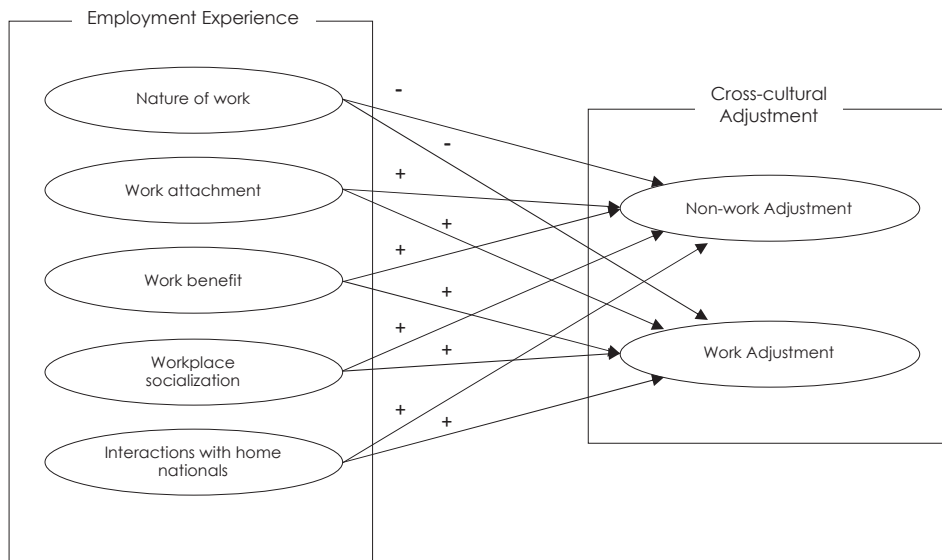 Employment Experience
Nature of work
Work attachment
Work benefit
Workplace
socialization
Interactions with home
nationals
-
-
+
+
+
+
+
+
+
+
Cross-cultural
Adjustment
Non-work Adjustment
Work Adjustment